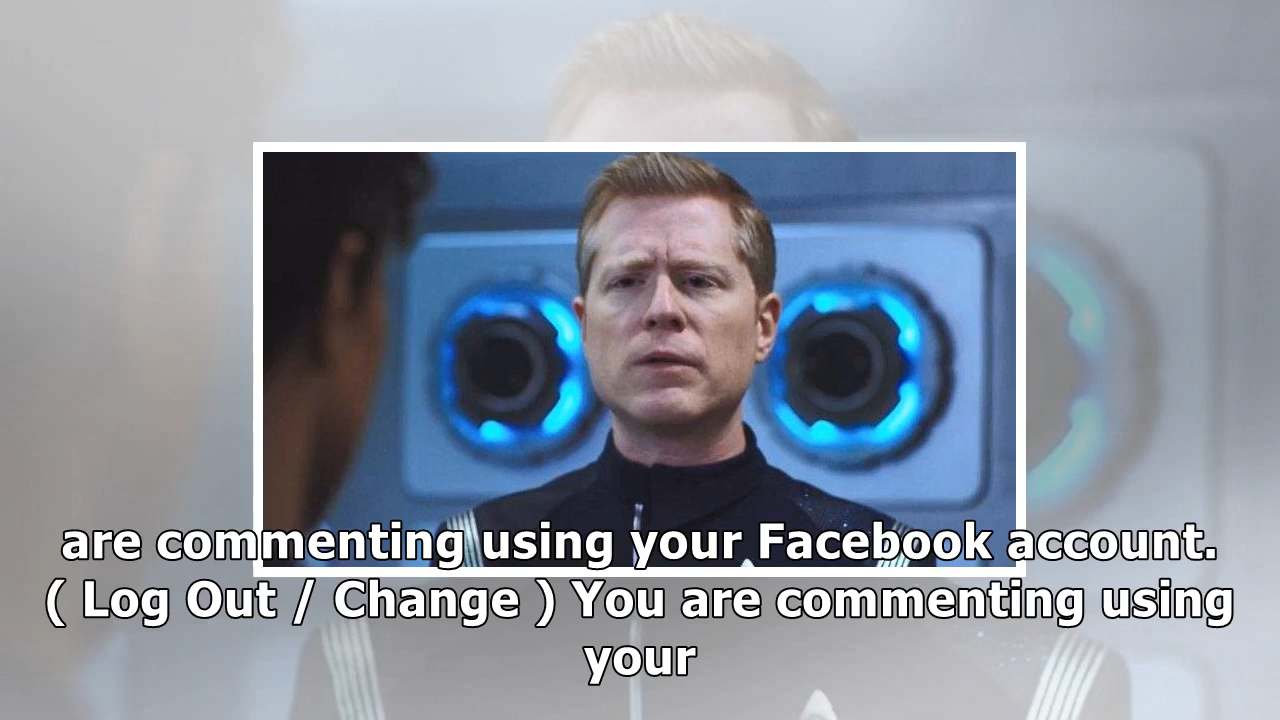 are commenting using your Facebook account.
( Log Out / Change ) You are commenting using
your